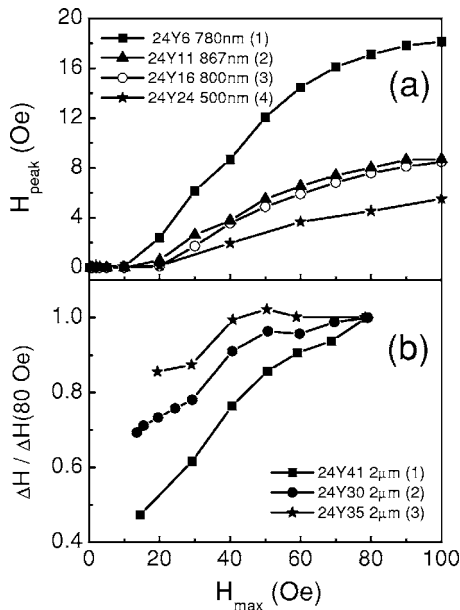 24Y6 780nm (1)
24Y11 867nm (2)
24Y16 800nm (3)
24Y24 500nm (4)
(a)
18
12
8
4
0
H_peak (Oe)
(b)
1.0
0.8
0.6
0.4
ΔH / ΔH(80 Oe)
24Y41 2μm (1)
24Y30 2μm (2)
24Y35 2μm (3)
0 20 40 60 80 100
H_max (Oe)